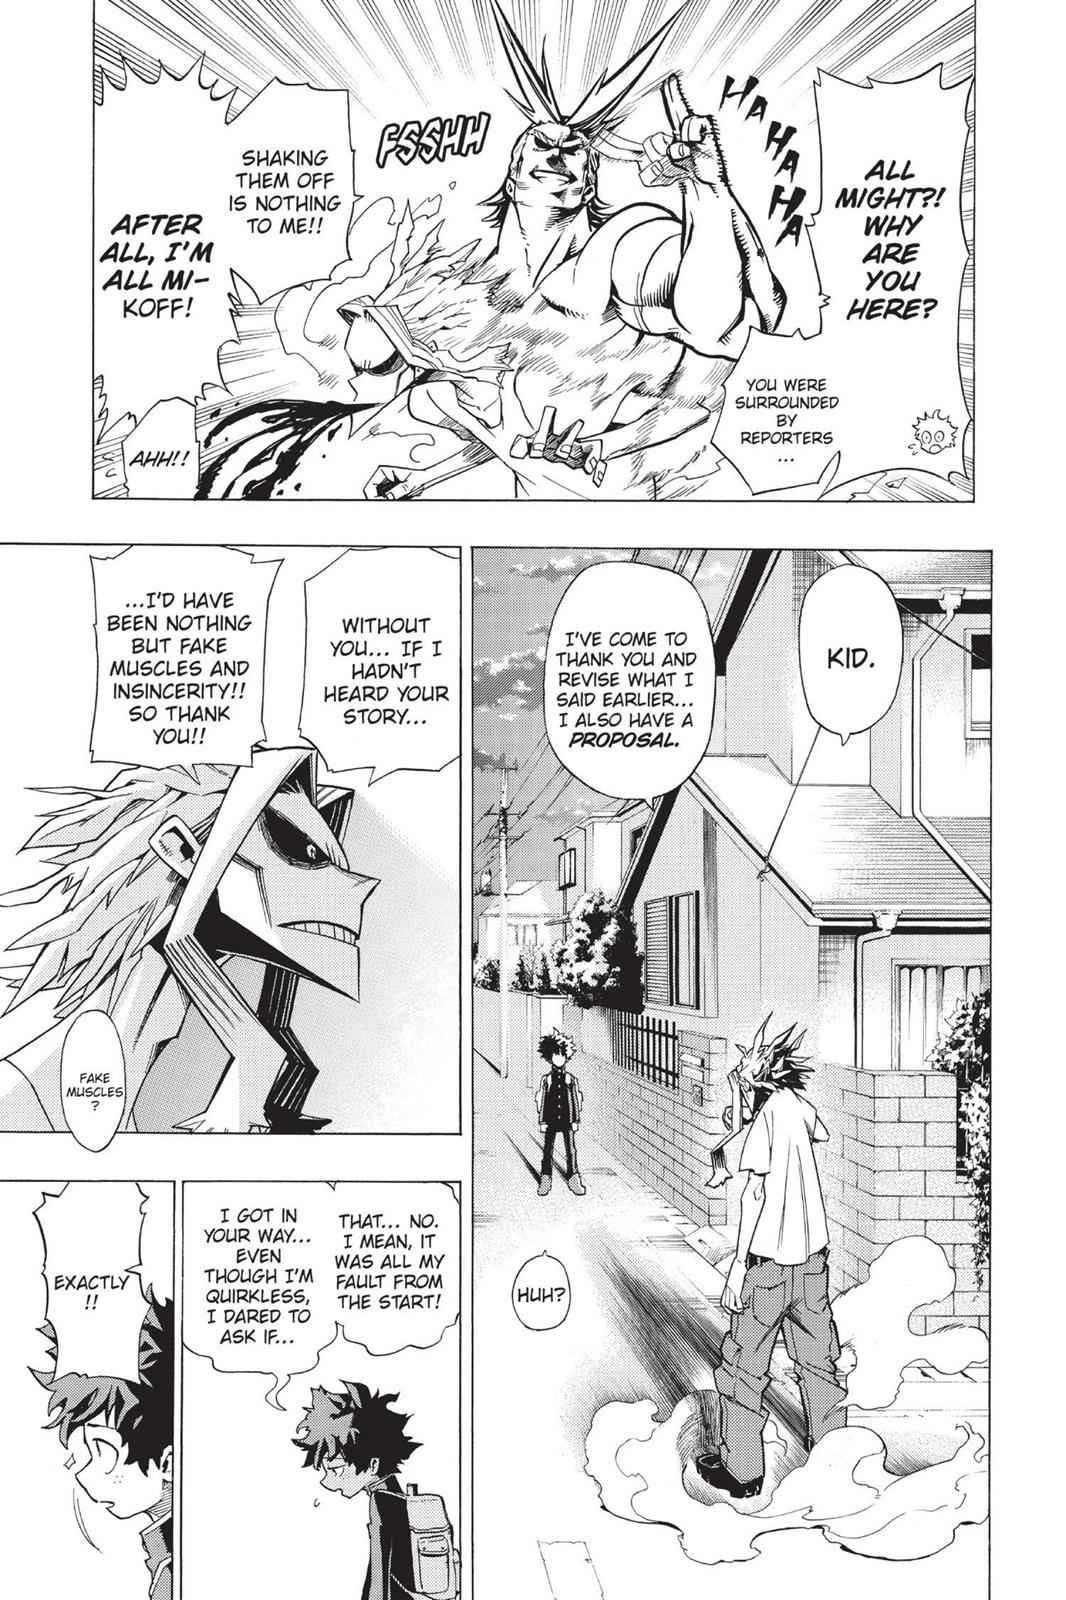 ALL
MIGHT?!
WHY
ARE
YOU
HERE?
YOU WERE
SURROUNDED
BY
REPORTERS
...
HA HA HA HA
FSSHH
SHAKING
THEM OFF
IS NOTHING
TO ME!!
AFTER
ALL, I'M
ALL MI-
KOFF!
AHH!!
KID.
I'VE COME TO
THANK YOU AND
REVISE WHAT I
SAID EARLIER...
I ALSO HAVE A
PROPOSAL.
HUH?
WITHOUT
YOU... IF I
HADN'T
HEARD YOUR
STORY...
...I'D HAVE
BEEN NOTHING
BUT FAKE
MUSCLES AND
INSINCERITY!!
SO THANK
YOU!!
FAKE
MUSCLES
?
THAT... NO.
I MEAN, IT
WAS ALL MY
FAULT FROM
THE START!
I GOT IN
YOUR WAY...
EVEN
THOUGH I'M
QUIRKLESS,
I DARED TO
ASK IF...
EXACTLY
!!